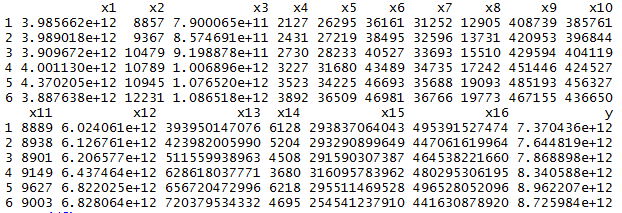 x1 x2 x3 x4 x5 x6 x7 x8 x9 x10
1 3.985662e+12 8857 7.900065e+11 2127 26295 36161 31252 12905 408739 385761
2 3.989018e+12 9367 8.574691e+11 2431 27219 38495 32596 13731 420953 396844
3 3.909672e+12 10479 9.198878e+11 2730 28233 40527 33693 15510 429594 404119
4 4.001130e+12 10789 1.006896e+12 3227 31680 43489 34735 17242 451446 424527
5 4.370205e+12 10945 1.076520e+12 3523 34225 46693 35688 19093 485193 456327
6 3.887638e+12 12231 1.086518e+12 3892 36509 46981 36766 19773 467155 436650
x11 x12 x13 x14 x15 x16 y
1 8889 6.024061e+12 393950147076 6128 293837064043 495391527474 7.370436e+12
2 8938 6.126761e+12 423982005990 5204 293290899649 447061619964 7.644819e+12
3 8901 6.206577e+12 511559938963 4508 291590307387 464538221660 7.868898e+12
4 9149 6.437464e+12 628618037771 3680 316095783962 480295306195 8.340588e+12
5 9627 6.822025e+12 656720472996 6218 295511469528 496528052096 8.962207e+12
6 9003 6.828064e+12 720379534332 4695 254541237910 441630878920 8.725984e+12